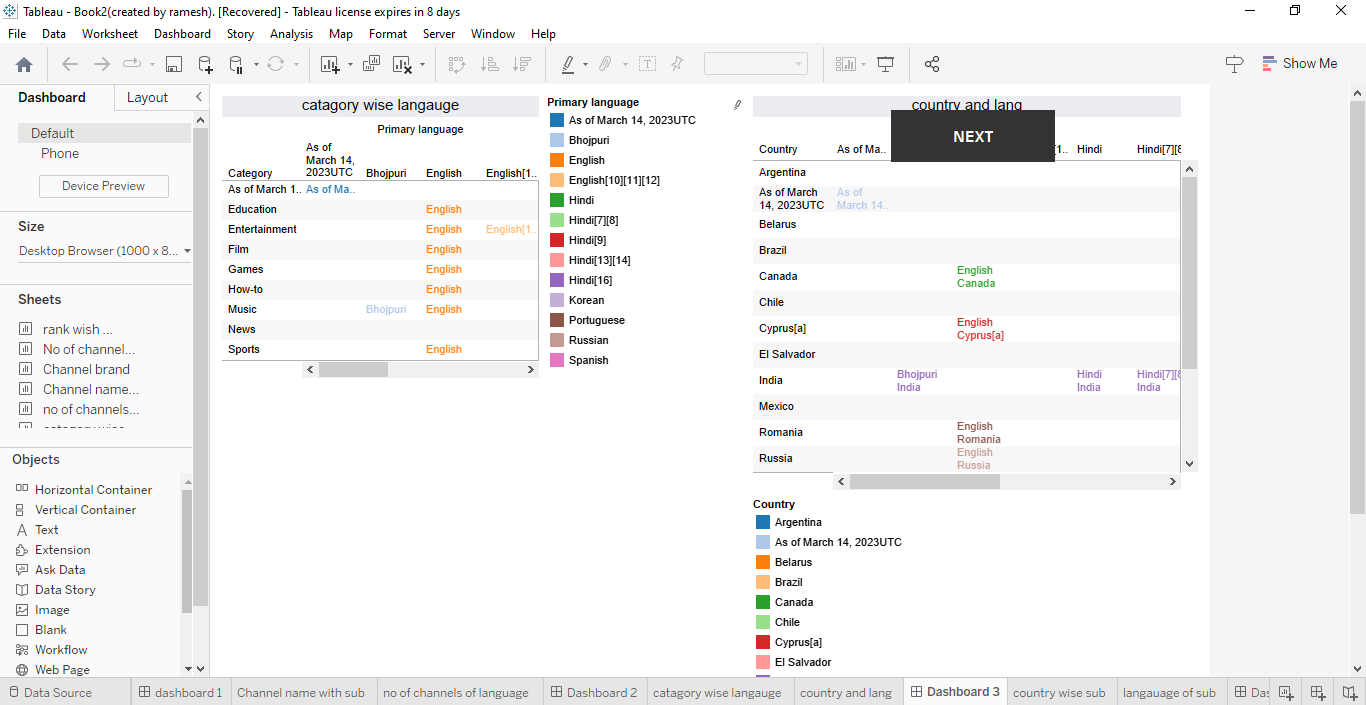 Tableau - Book2(created by ramesh). [Recovered] - Tableau license expires in 8 days
File Data Worksheet Dashboard Story Analysis Map Format Server Window Help
Show Me
Dashboard Layout
Default
Phone
Device Preview
Size
Desktop Browser (1000 x 8...
Sheets
rank wish ...
No of channel...
Channel brand
Channel name...
no of channels...
Objects
Horizontal Container
Vertical Container
Text
Extension
Ask Data
Data Story
Image
Blank
Workflow
Web Page
catagory wise langauge
Primary language
As of
March 14,
Category 2023UTC Bhojpuri English English[1..
As of March 1.. As of Ma..
Education English
Entertainment English English[1..
Film English
Games English
How-to English
Music Bhojpuri English
News
Sports English
Primary language
As of March 14, 2023UTC
Bhojpuri
English
English[10][11][12]
Hindi
Hindi[7][8]
Hindi[9]
Hindi[13][14]
Hindi[16]
Korean
Portuguese
Russian
Spanish
country and lang
NEXT
Country As of Ma.. 1.. Hindi Hindi[7][8
Argentina
As of March As of
14, 2023UTC March 14..
Belarus
Brazil
Canada English
Canada
Chile
Cyprus[a] English
Cyprus[a]
El Salvador
India Bhojpuri Hindi Hindi[7][8
India India India
Mexico
Romania English
Romania
Russia English
Russia
Country
Argentina
As of March 14, 2023UTC
Belarus
Brazil
Canada
Chile
Cyprus[a]
El Salvador
Data Source dashboard 1 Channel name with sub no of channels of language Dashboard 2 catagory wise langauge country and lang Dashboard 3 country wise sub langauage of sub Das